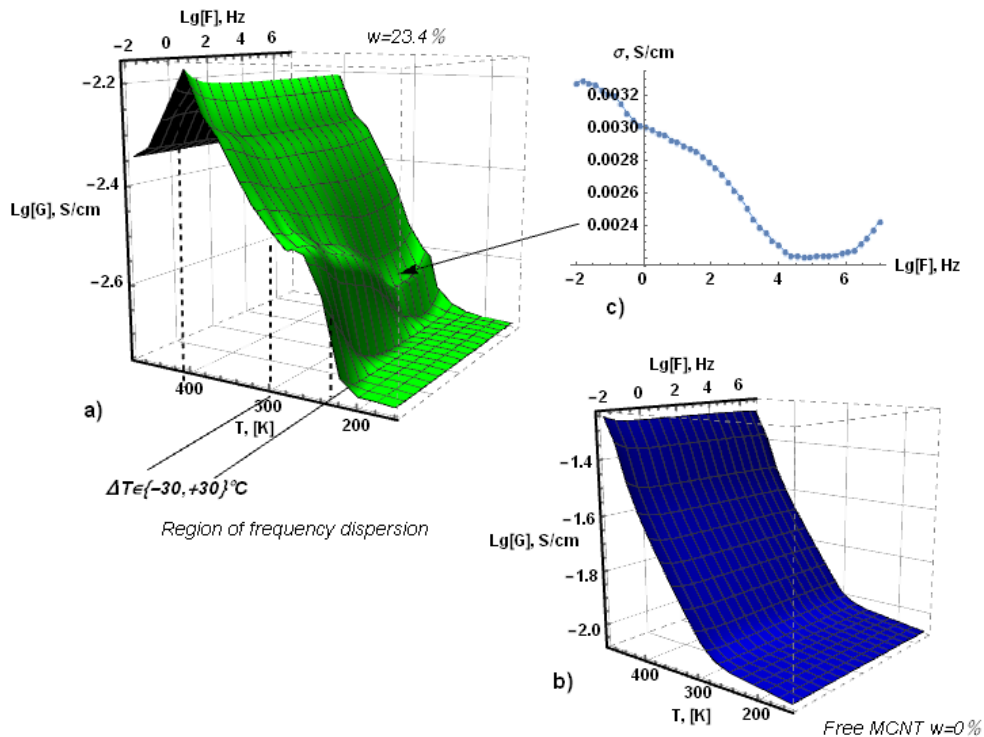 Lg[F], Hz
-2 0 2 4 6
w=23.4%
-2.2
-2.4
Lg[G], S/cm
-2.6
400
300
200
T, [K]
a)
ΔT∈{-30,+30}°C
Region of frequency dispersion
σ, S/cm
0.0032
0.0030
0.0028
0.0026
0.0024
-2 0 2 4 6
Lg[F], Hz
c)
Lg[F], Hz
-2 0 2 4 6
-1.4
-1.6
Lg[G], S/cm
-1.8
-2.0
400
300
200
T, [K]
b)
Free MCNT w=0%